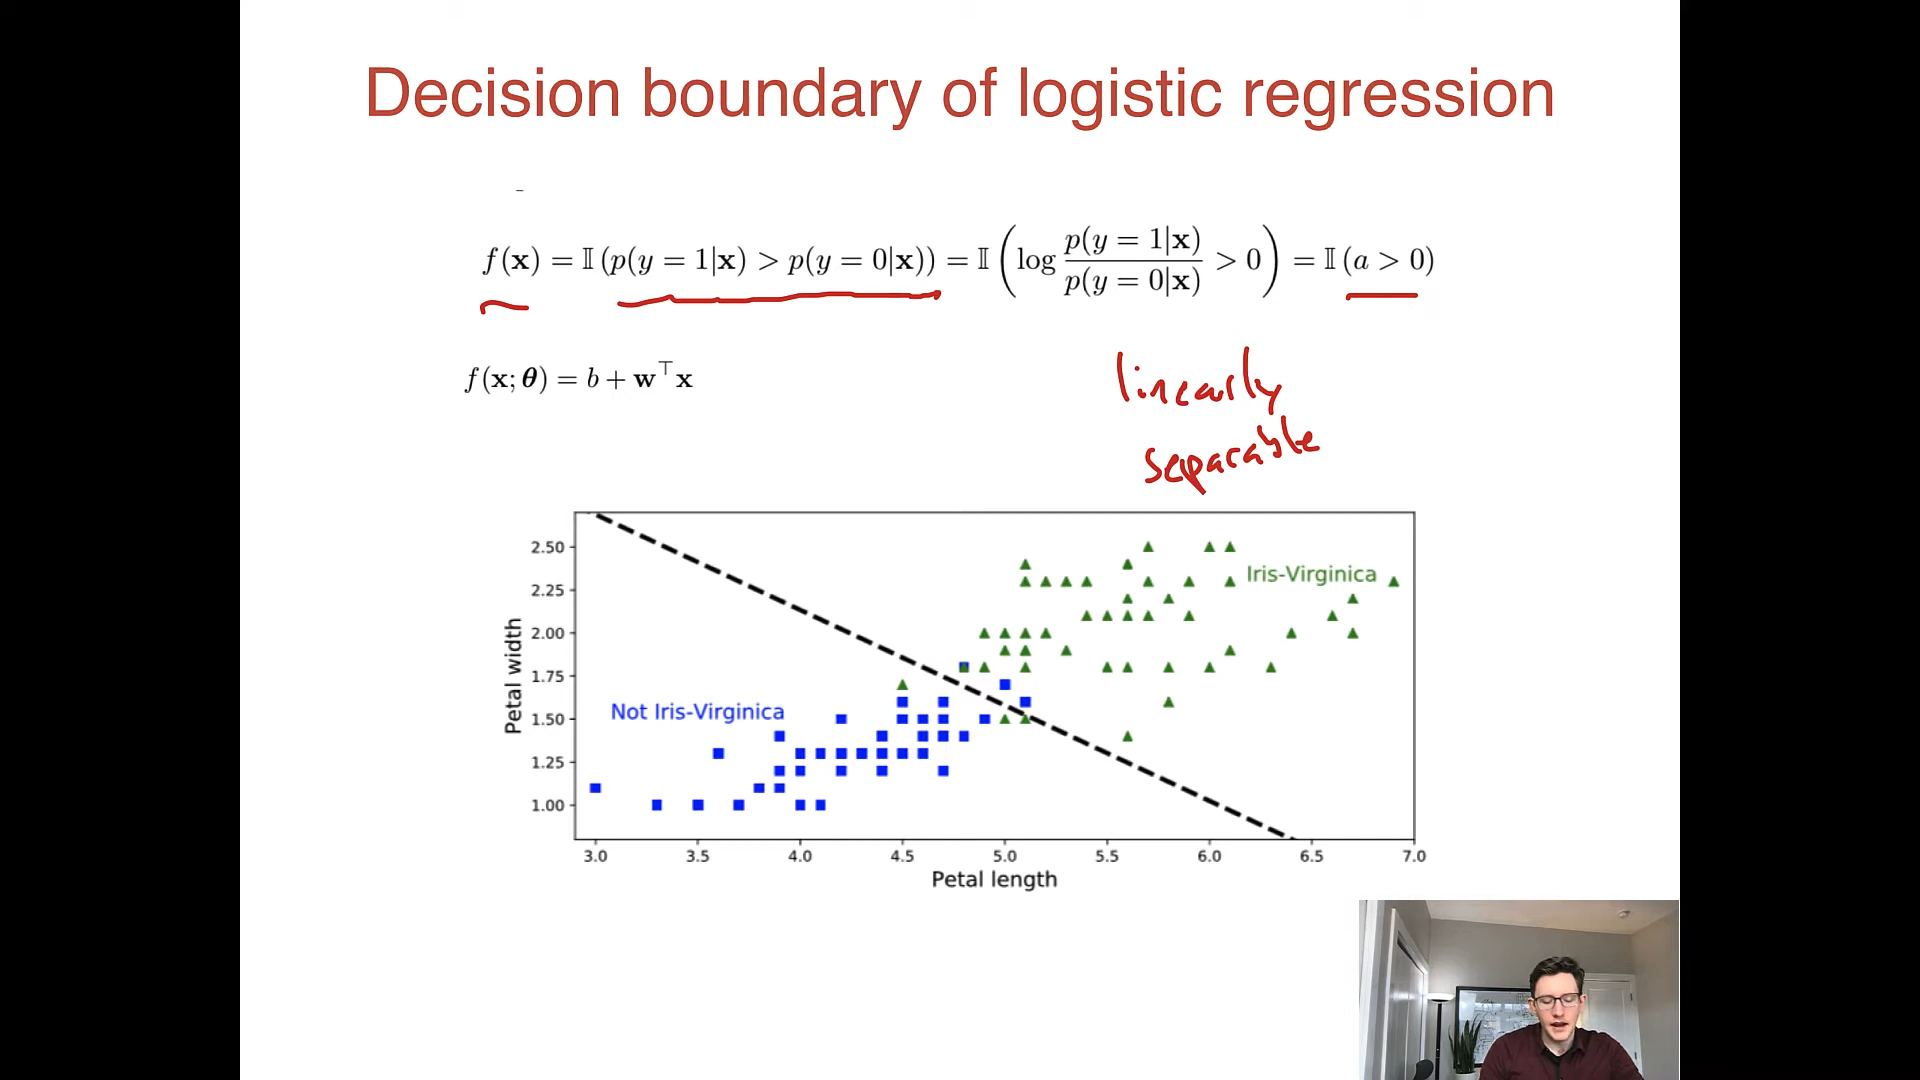 Decision boundary of logistic regression
f(x) = 𝕀 (p(y = 1|x) > p(y = 0|x)) = 𝕀 (log p(y = 1|x) / p(y = 0|x) > 0) = 𝕀 (a > 0)
f(x; θ) = b + w⊤x
linearly
separable
2.50
2.25
2.00
1.75
1.50
1.25
1.00
Petal width
Iris-Virginica
Not Iris-Virginica
3.0 3.5 4.0 4.5 5.0 5.5 6.0 6.5 7.0
Petal length